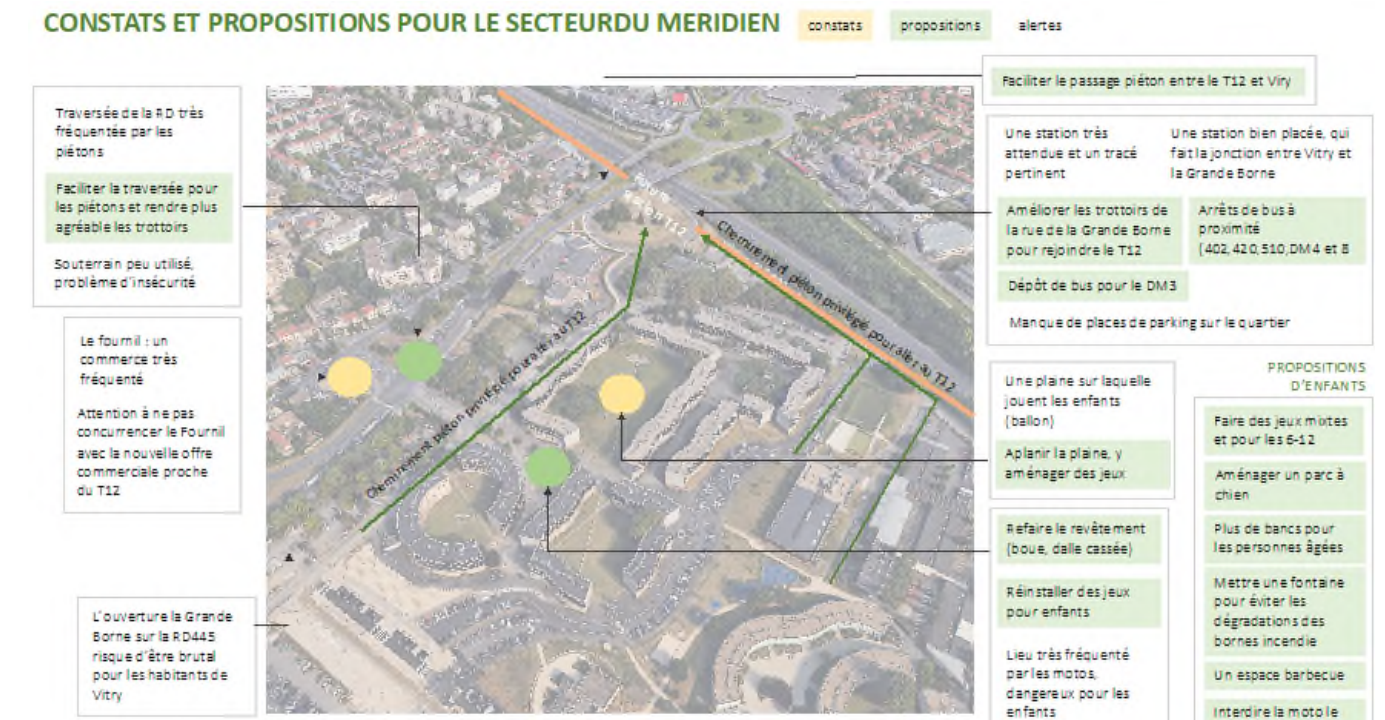 CONSTATS ET PROPOSITIONS POUR LE SECTEURDU MERIDIEN
constats
propositions
alertes
Faciliter le passage piéton entre le T12 et Viry
Traversée de la RD très
fréquentée par les
piétons
Faciliter la traversée pour
les piétons et rendre plus
agréable les trottoirs
Souterrain peu utilisé,
problème d'insécurité
Le fournil : un
commerce très
fréquenté
Attention à ne pas
concurrencer le Fournil
avec la nouvelle offre
commerciale proche
du T12
L'ouverture la Grande
Borne sur la RD445
risque d'être brutal
pour les habitants de
Vitry
T12
Cheminement piéton privilégié pour aller au T12
Cheminement piéton privilégié pour aller au T12
Une station très
attendue et un tracé
pertinent
Une station bien placée, qui
fait la jonction entre Vitry et
la Grande Borne
Améliorer les trottoirs de
la rue de la Grande Borne
pour rejoindre le T12
Arrêts de bus à
proximité
(402,420,510,DM4 et 8
Dépôt de bus pour le DM3
Manque de places de parking sur le quartier
Une plaine sur laquelle
jouent les enfants
(ballon)
Aplanir la plaine, y
aménager des jeux
Refaire le revêtement
(boue, dalle cassée)
Réinstaller des jeux
pour enfants
Lieu très fréquenté
par les motos,
dangereux pour les
enfants
PROPOSITIONS
D'ENFANTS
Faire des jeux mixtes
et pour les 6-12
Aménager un parc à
chien
Plus de bancs pour
les personnes âgées
Mettre une fontaine
pour éviter les
dégradations des
bornes incendie
Un espace barbecue
Interdire la moto le